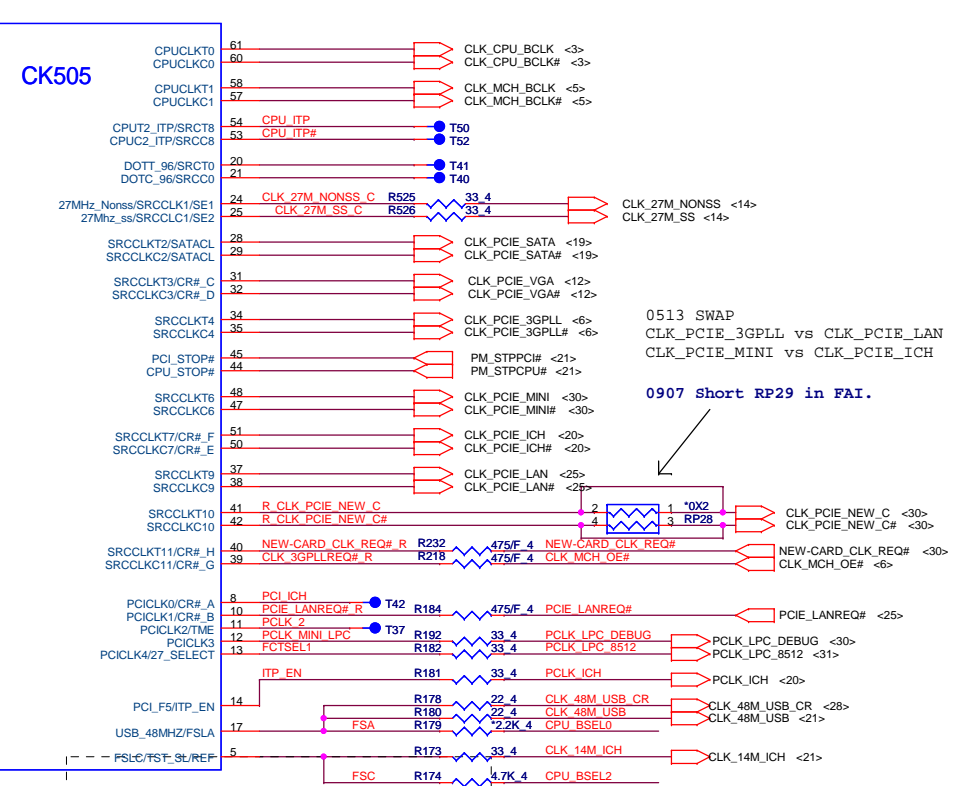 CK505
CPUCLKT0 61 CLK_CPU_BCLK <3>
CPUCLKC0 60 CLK_CPU_BCLK# <3>
CPUCLKT1 58 CLK_MCH_BCLK <5>
CPUCLKC1 57 CLK_MCH_BCLK# <5>
CPUT2_ITP/SRCT8 54 CPU_ITP T50
CPUC2_ITP/SRCC8 53 CPU_ITP# T52
DOTT_96/SRCT0 20 T41
DOTC_96/SRCC0 21 T40
27MHz_Nonss/SRCCLK1/SE1 24 CLK_27M_NONSS_C R525 33_4 CLK_27M_NONSS <14>
27Mhz_ss/SRCCLC1/SE2 25 CLK_27M_SS_C R526 33_4 CLK_27M_SS <14>
SRCCLKT2/SATACL 28 CLK_PCIE_SATA <19>
SRCCLKC2/SATACL 29 CLK_PCIE_SATA# <19>
SRCCLKT3/CR#_C 31 CLK_PCIE_VGA <12>
SRCCLKC3/CR#_D 32 CLK_PCIE_VGA# <12>
SRCCLKT4 34 CLK_PCIE_3GPLL <6>
SRCCLKC4 35 CLK_PCIE_3GPLL# <6>
0513 SWAP
CLK_PCIE_3GPLL vs CLK_PCIE_LAN
CLK_PCIE_MINI vs CLK_PCIE_ICH
PCI_STOP# 45 PM_STPPCI# <21>
CPU_STOP# 44 PM_STPCPU# <21>
0907 Short RP29 in FAI.
SRCCLKT6 48 CLK_PCIE_MINI <30>
SRCCLKC6 47 CLK_PCIE_MINI# <30>
SRCCLKT7/CR#_F 51 CLK_PCIE_ICH <20>
SRCCLKC7/CR#_E 50 CLK_PCIE_ICH# <20>
SRCCLKT9 37 CLK_PCIE_LAN <25>
SRCCLKC9 38 CLK_PCIE_LAN# <25>
SRCCLKT10 41 R_CLK_PCIE_NEW_C 2 1 *0X2 CLK_PCIE_NEW_C <30>
SRCCLKC10 42 R_CLK_PCIE_NEW_C# 4 3 RP28 CLK_PCIE_NEW_C# <30>
SRCCLKT11/CR#_H 40 NEW-CARD_CLK_REQ#_R R232 475/F_4 NEW-CARD_CLK_REQ# NEW-CARD_CLK_REQ# <30>
SRCCLKC11/CR#_G 39 CLK_3GPLLREQ#_R R218 475/F_4 CLK_MCH_OE# CLK_MCH_OE# <6>
PCICLK0/CR#_A 8 PCI_ICH T42
PCICLK1/CR#_B 10 PCIE_LANREQ#_R R184 475/F_4 PCIE_LANREQ# PCIE_LANREQ# <25>
PCICLK2/TME 11 PCLK_2 T37
PCICLK3 12 PCLK_MINI_LPC R192 33_4 PCLK_LPC_DEBUG PCLK_LPC_DEBUG <30>
PCICLK4/27_SELECT 13 FCTSEL1 R182 33_4 PCLK_LPC_8512 PCLK_LPC_8512 <31>
ITP_EN R181 33_4 PCLK_ICH PCLK_ICH <20>
PCI_F5/ITP_EN 14 R178 22_4 CLK_48M_USB_CR CLK_48M_USB_CR <28>
R180 22_4 CLK_48M_USB CLK_48M_USB <21>
USB_48MHZ/FSLA 17 FSA R179 *2.2K_4 CPU_BSEL0
FSLC/TST_SL/REF 5 R173 33_4 CLK_14M_ICH CLK_14M_ICH <21>
FSC R174 4.7K_4 CPU_BSEL2